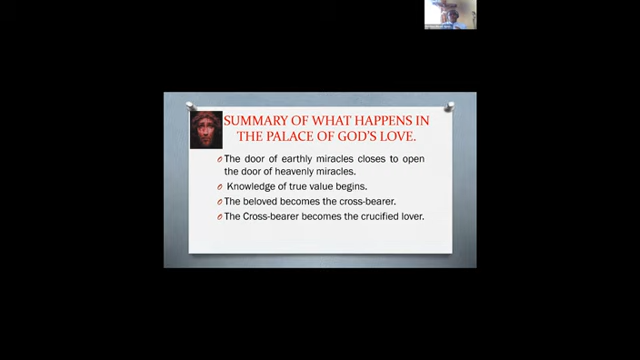 SUMMARY OF WHAT HAPPENS IN
THE PALACE OF GOD'S LOVE.
The door of earthly miracles closes to open
the door of heavenly miracles.
Knowledge of true value begins.
The beloved becomes the cross-bearer.
The Cross-bearer becomes the crucified lover.